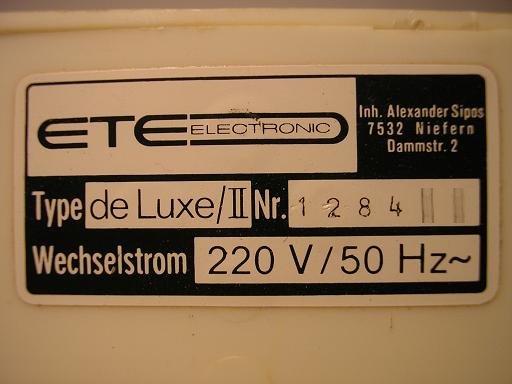 ETE ELECTRONIC
Inh. Alexander Sipos
7532 Niefern
Dammstr. 2
Type de Luxe/II Nr. 1284
Wechselstrom 220 V/50 Hz~